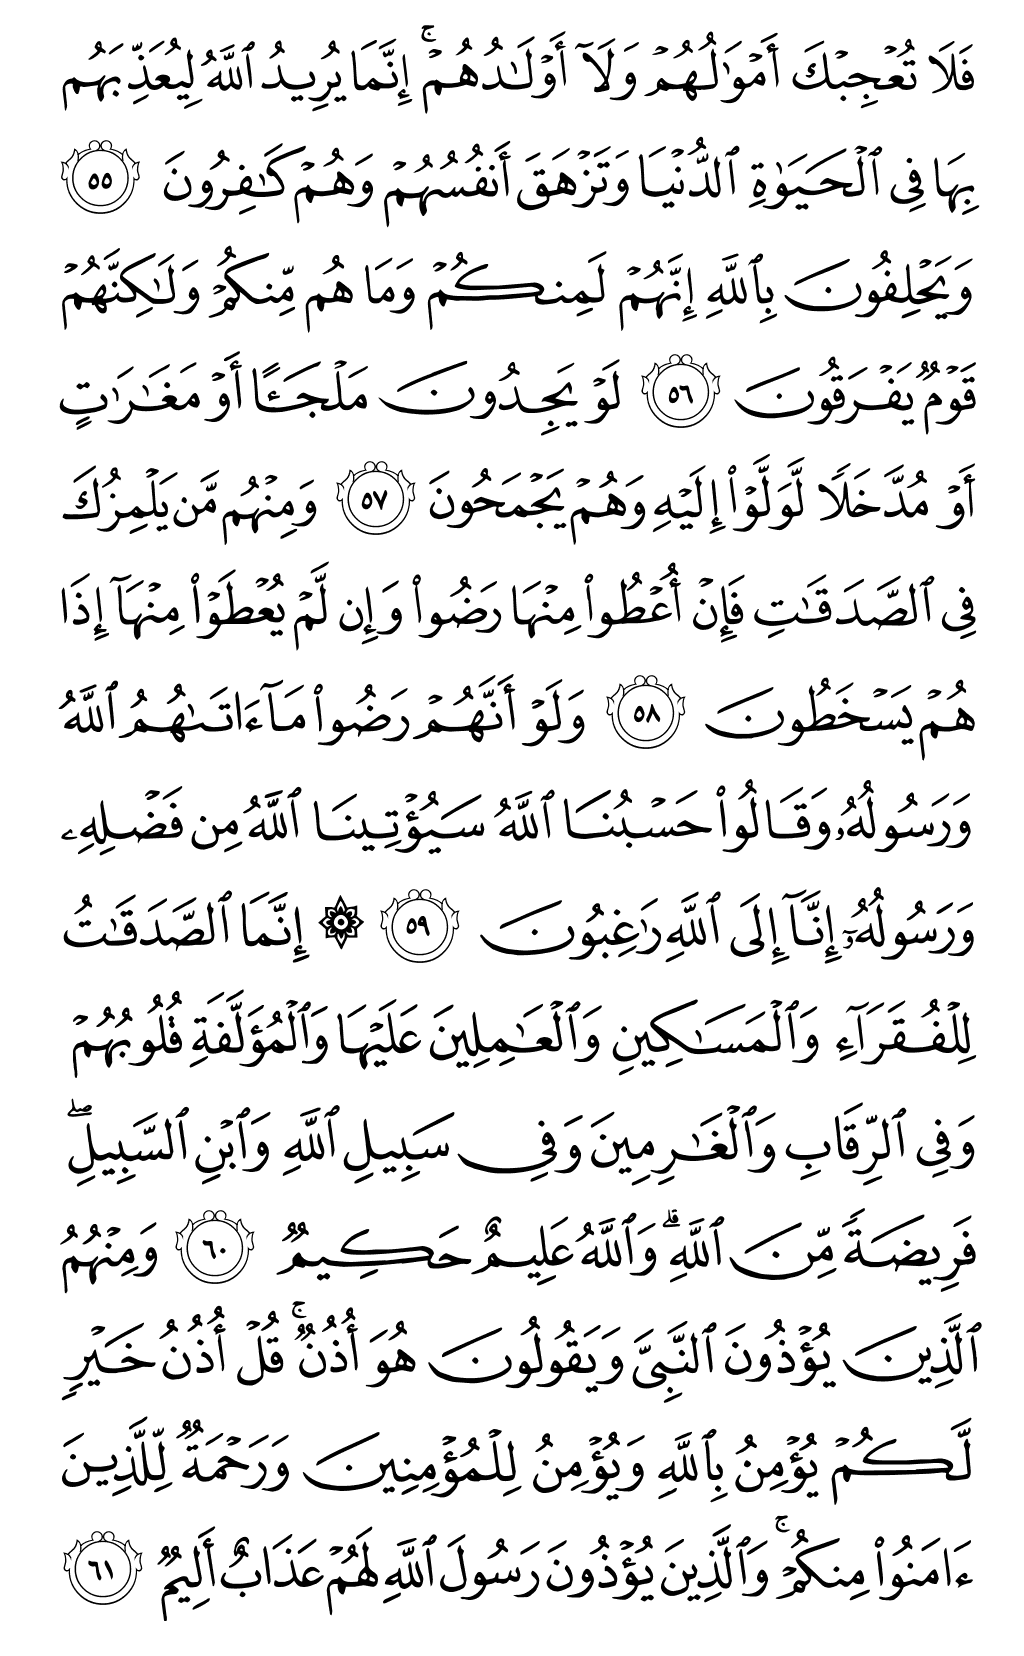 فَلَا تُعۡجِبۡكَ أَمۡوَٰلُهُمۡ وَلَآ أَوۡلَٰدُهُمۡۚ إِنَّمَا يُرِيدُ ٱللَّهُ لِيُعَذِّبَهُم
بِهَا فِي ٱلۡحَيَوٰةِ ٱلدُّنۡيَا وَتَزۡهَقَ أَنفُسُهُمۡ وَهُمۡ كَٰفِرُونَ ٥٥
وَيَحۡلِفُونَ بِٱللَّهِ إِنَّهُمۡ لَمِنكُمۡ وَمَا هُم مِّنكُمۡ وَلَٰكِنَّهُمۡ
قَوۡمٞ يَفۡرَقُونَ ٥٦ لَوۡ يَجِدُونَ مَلۡجَـًٔا أَوۡ مَغَٰرَٰتٍ
أَوۡ مُدَّخَلٗا لَّوَلَّوۡاْ إِلَيۡهِ وَهُمۡ يَجۡمَحُونَ ٥٧ وَمِنۡهُم مَّن يَلۡمِزُكَ
فِي ٱلصَّدَقَٰتِ فَإِنۡ أُعۡطُواْ مِنۡهَا رَضُواْ وَإِن لَّمۡ يُعۡطَوۡاْ مِنۡهَآ إِذَا
هُمۡ يَسۡخَطُونَ ٥٨ وَلَوۡ أَنَّهُمۡ رَضُواْ مَآ ءَاتَىٰهُمُ ٱللَّهُ
وَرَسُولُهُۥ وَقَالُواْ حَسۡبُنَا ٱللَّهُ سَيُؤۡتِينَا ٱللَّهُ مِن فَضۡلِهِۦ
وَرَسُولُهُۥٓ إِنَّآ إِلَى ٱللَّهِ رَٰغِبُونَ ٥٩ ۞ إِنَّمَا ٱلصَّدَقَٰتُ
لِلۡفُقَرَآءِ وَٱلۡمَسَٰكِينِ وَٱلۡعَٰمِلِينَ عَلَيۡهَا وَٱلۡمُؤَلَّفَةِ قُلُوبُهُمۡ
وَفِي ٱلرِّقَابِ وَٱلۡغَٰرِمِينَ وَفِي سَبِيلِ ٱللَّهِ وَٱبۡنِ ٱلسَّبِيلِۖ
فَرِيضَةٗ مِّنَ ٱللَّهِۗ وَٱللَّهُ عَلِيمٌ حَكِيمٞ ٦٠ وَمِنۡهُمُ
ٱلَّذِينَ يُؤۡذُونَ ٱلنَّبِيَّ وَيَقُولُونَ هُوَ أُذُنٞۚ قُلۡ أُذُنُ خَيۡرٖ
لَّكُمۡ يُؤۡمِنُ بِٱللَّهِ وَيُؤۡمِنُ لِلۡمُؤۡمِنِينَ وَرَحۡمَةٞ لِّلَّذِينَ
ءَامَنُواْ مِنكُمۡۚ وَٱلَّذِينَ يُؤۡذُونَ رَسُولَ ٱللَّهِ لَهُمۡ عَذَابٌ أَلِيمٞ ٦١